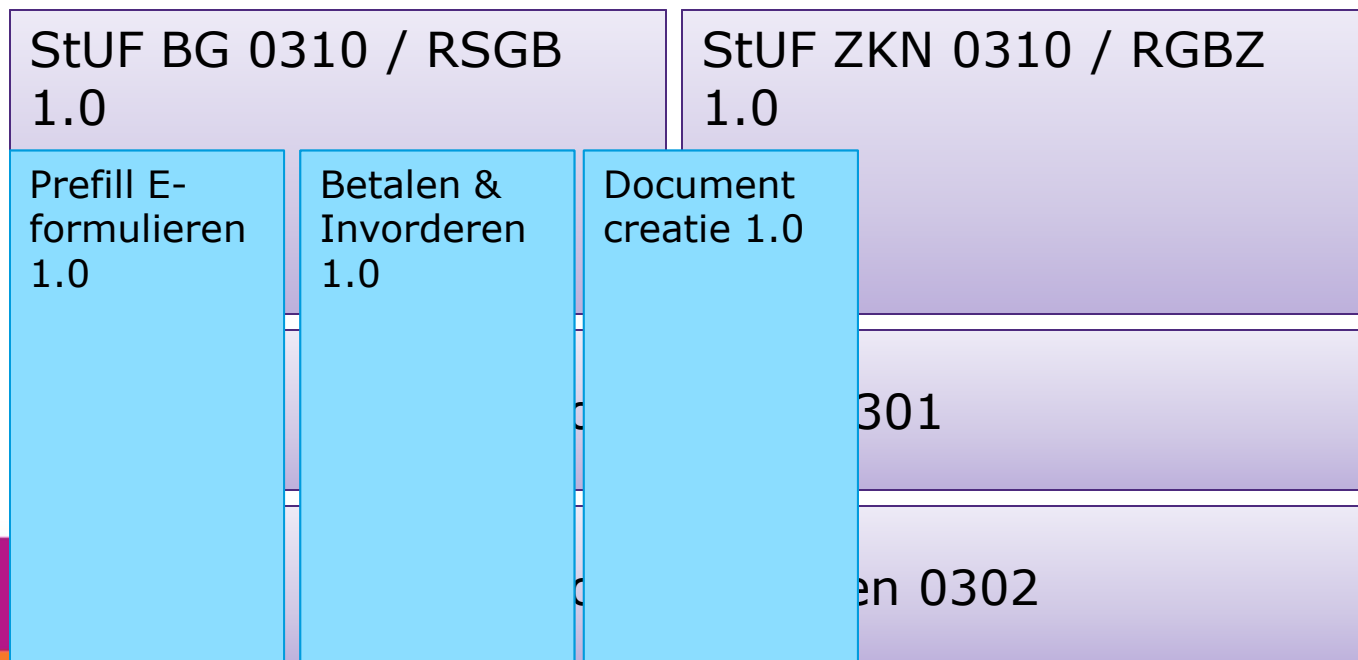 StUF BG 0310 / RSGB
1.0
StUF ZKN 0310 / RGBZ
1.0
Prefill E-
formulieren
1.0
Betalen &
Invorderen
1.0
Document
creatie 1.0
301
en 0302